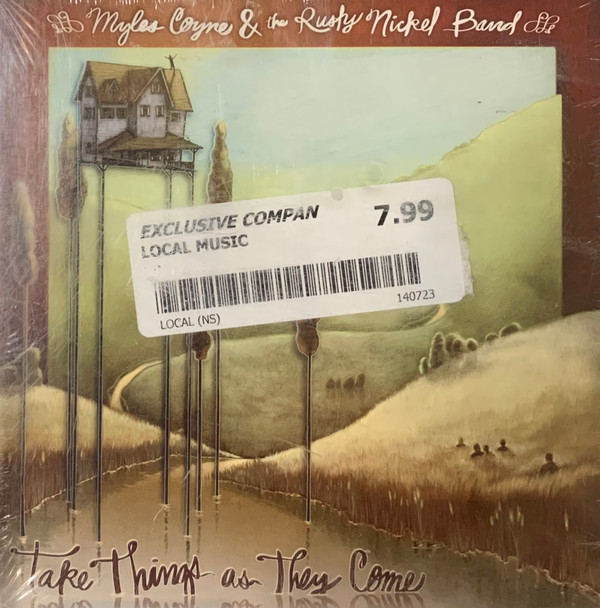 Myles Coyne & the Rusty Nickel Band
EXCLUSIVE COMPAN 7.99
LOCAL MUSIC
LOCAL (NS) 140723
Take Things as They Come